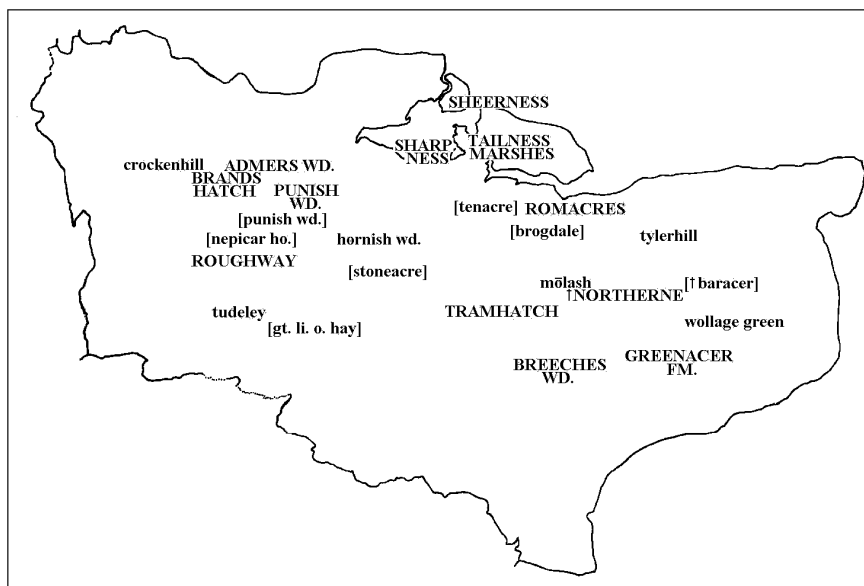 SHEERNESS
SHARP
NESS
TAILNESS
MARSHES
crockenhill
ADMERS WD.
BRANDS
HATCH
PUNISH
WD.
[punish wd.]
[tenacre]
ROMACRES
[nepicar ho.]
hornish wd.
[brogdale]
tylerhill
ROUGHWAY
[stoneacre]
mōlash
[†baracer]
†NORTHERNE
tudeley
[gt. li. o. hay]
TRAMHATCH
wollage green
BREECHES
WD.
GREENACER
FM.